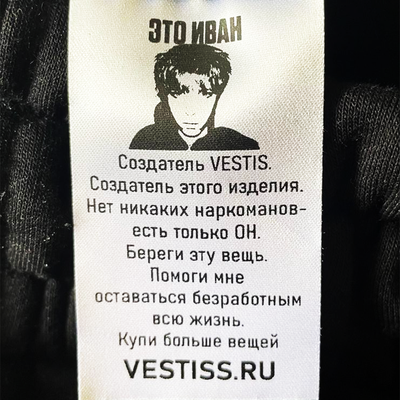 ЭТО ИВАН
Создатель VESTIS.
Создатель этого изделия.
Нет никаких наркоманов-
есть только ОН.
Береги эту вещь.
Помоги мне
оставаться безработным
всю жизнь.
Купи больше вещей
VESTISS.RU